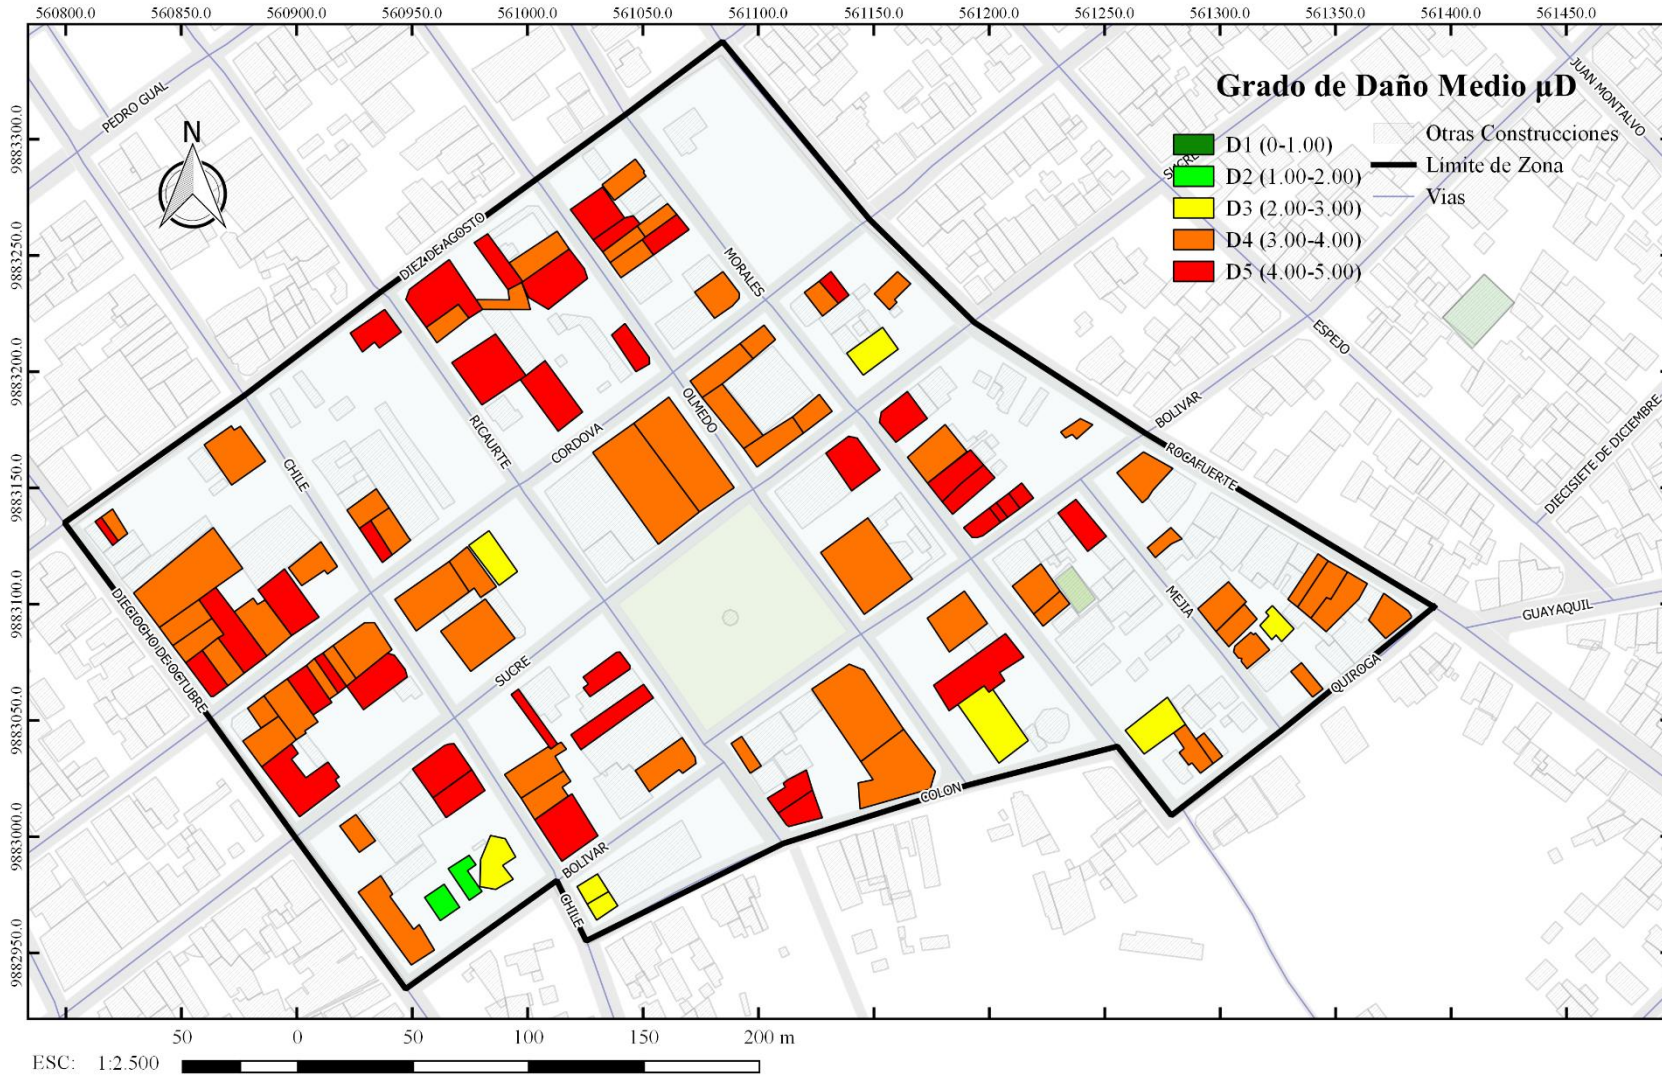 560800.0 560850.0 560900.0 560950.0 561000.0 561050.0 561100.0 561150.0 561200.0 561250.0 561300.0 561350.0 561400.0 561450.0
9883300.0
9883250.0
9883200.0
9883150.0
9883100.0
9883050.0
9883000.0
9882950.0
Grado de Daño Medio µD
D1 (0-1.00)
D2 (1.00-2.00)
D3 (2.00-3.00)
D4 (3.00-4.00)
D5 (4.00-5.00)
Otras Construcciones
Limite de Zona
Vias
N
PEDRO GUAL
JUAN MONTALVO
SUCRE
DIEZ DE AGOSTO
MORALES
ESPEJO
BOLIVAR
DIECISIETE DE DICIEMBRE
OLMEDO
RICAURTE
CORDOVA
CHILE
ROCAFUERTE
DIECIOCHO DE OCTUBRE
MEJIA
GUAYAQUIL
SUCRE
QUIROGA
COLON
BOLIVAR
CHILE
50 0 50 100 150 200 m
ESC: 1:2.500